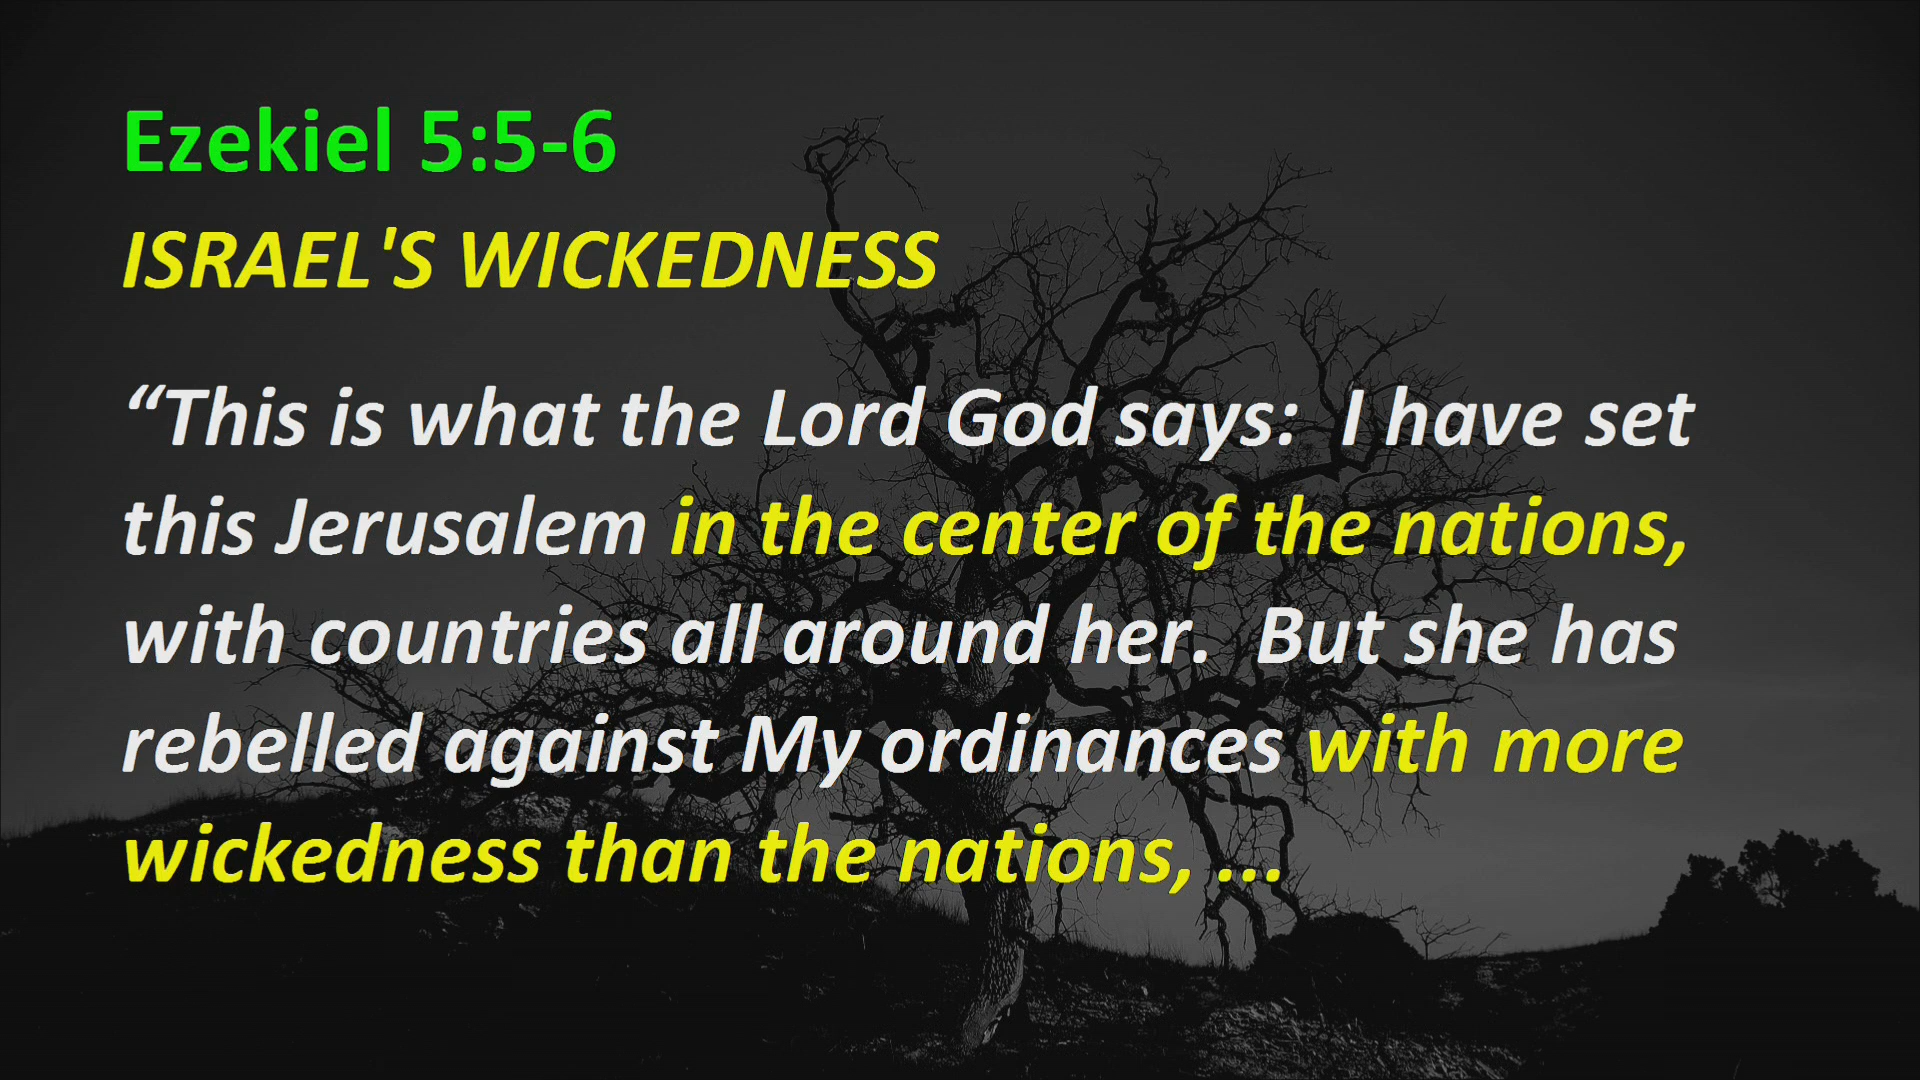 Ezekiel 5:5-6
ISRAEL'S WICKEDNESS
“This is what the Lord God says:  I have set
this Jerusalem in the center of the nations,
with countries all around her.  But she has
rebelled against My ordinances with more
wickedness than the nations, ...